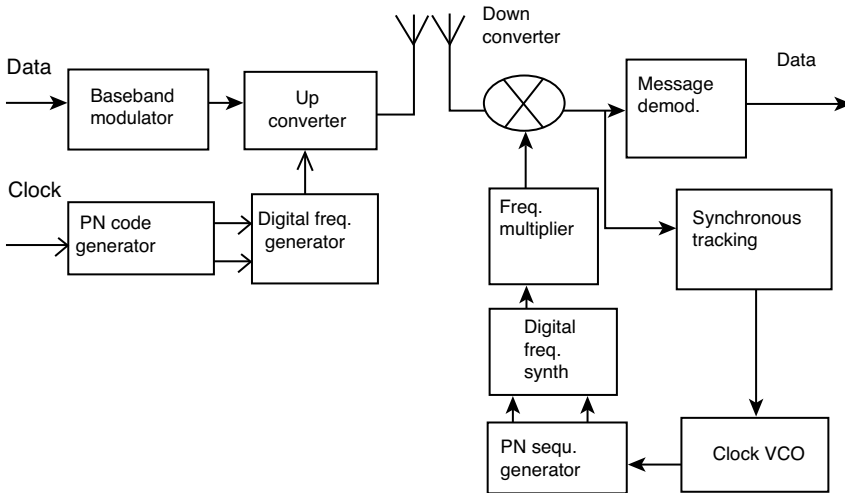 Down
converter
Data
Baseband
modulator
Up
converter
Message
demod.
Data
Clock
PN code
generator
Digital freq.
generator
Freq.
multiplier
Synchronous
tracking
Digital
freq.
synth
PN sequ.
generator
Clock VCO